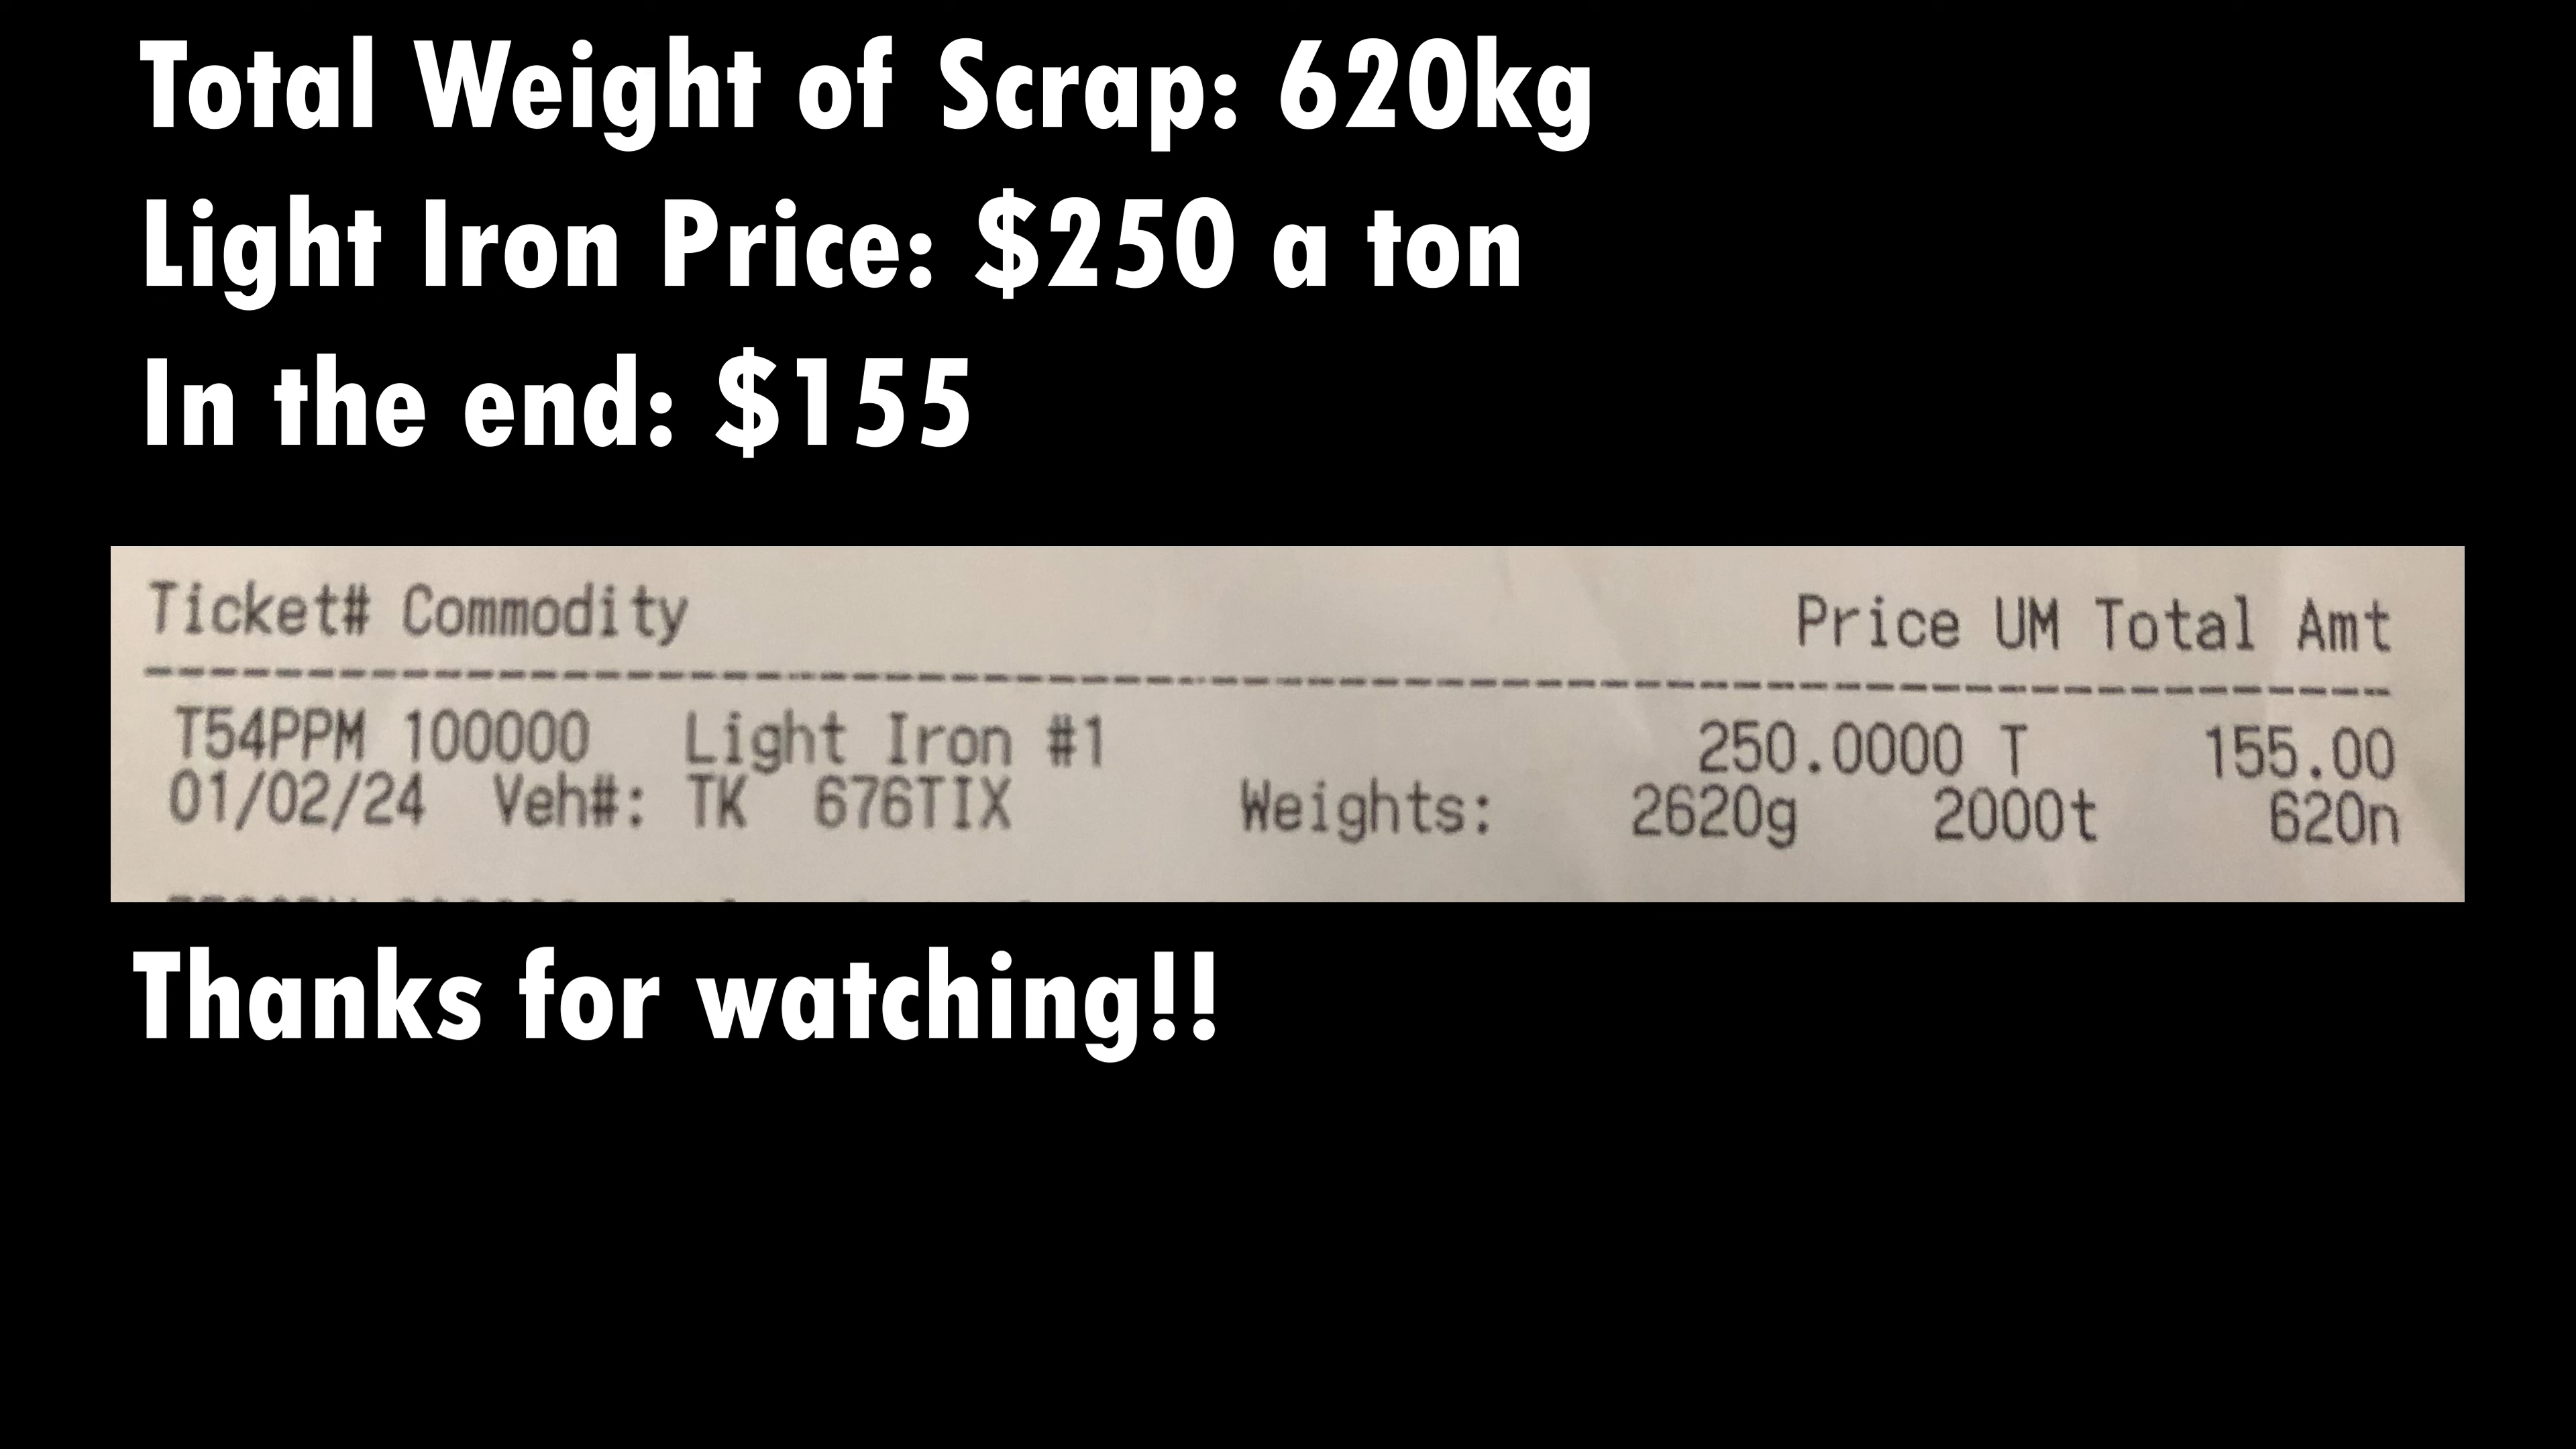 Total Weight of Scrap: 620kg
Light Iron Price: $250 a ton
In the end: $155
Ticket# Commodity Price UM Total Amt
T54PPM 100000 Light Iron #1 250.0000 T 155.00
01/02/24 Veh#: TK 676TIX Weights: 2620g 2000t 620n
Thanks for watching!!